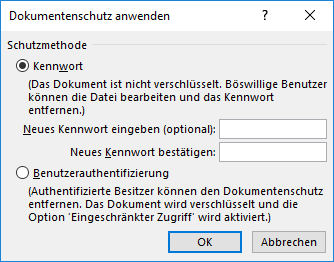 Dokumentenschutz anwenden
Schutzmethode
Kennwort
(Das Dokument ist nicht verschlüsselt. Böswillige Benutzer
können die Datei bearbeiten und das Kennwort
entfernen.)
Neues Kennwort eingeben (optional):
Neues Kennwort bestätigen:
Benutzerauthentifizierung
(Authentifizierte Besitzer können den Dokumentenschutz
entfernen. Das Dokument wird verschlüsselt und die
Option 'Eingeschränkter Zugriff' wird aktiviert.)
OK Abbrechen